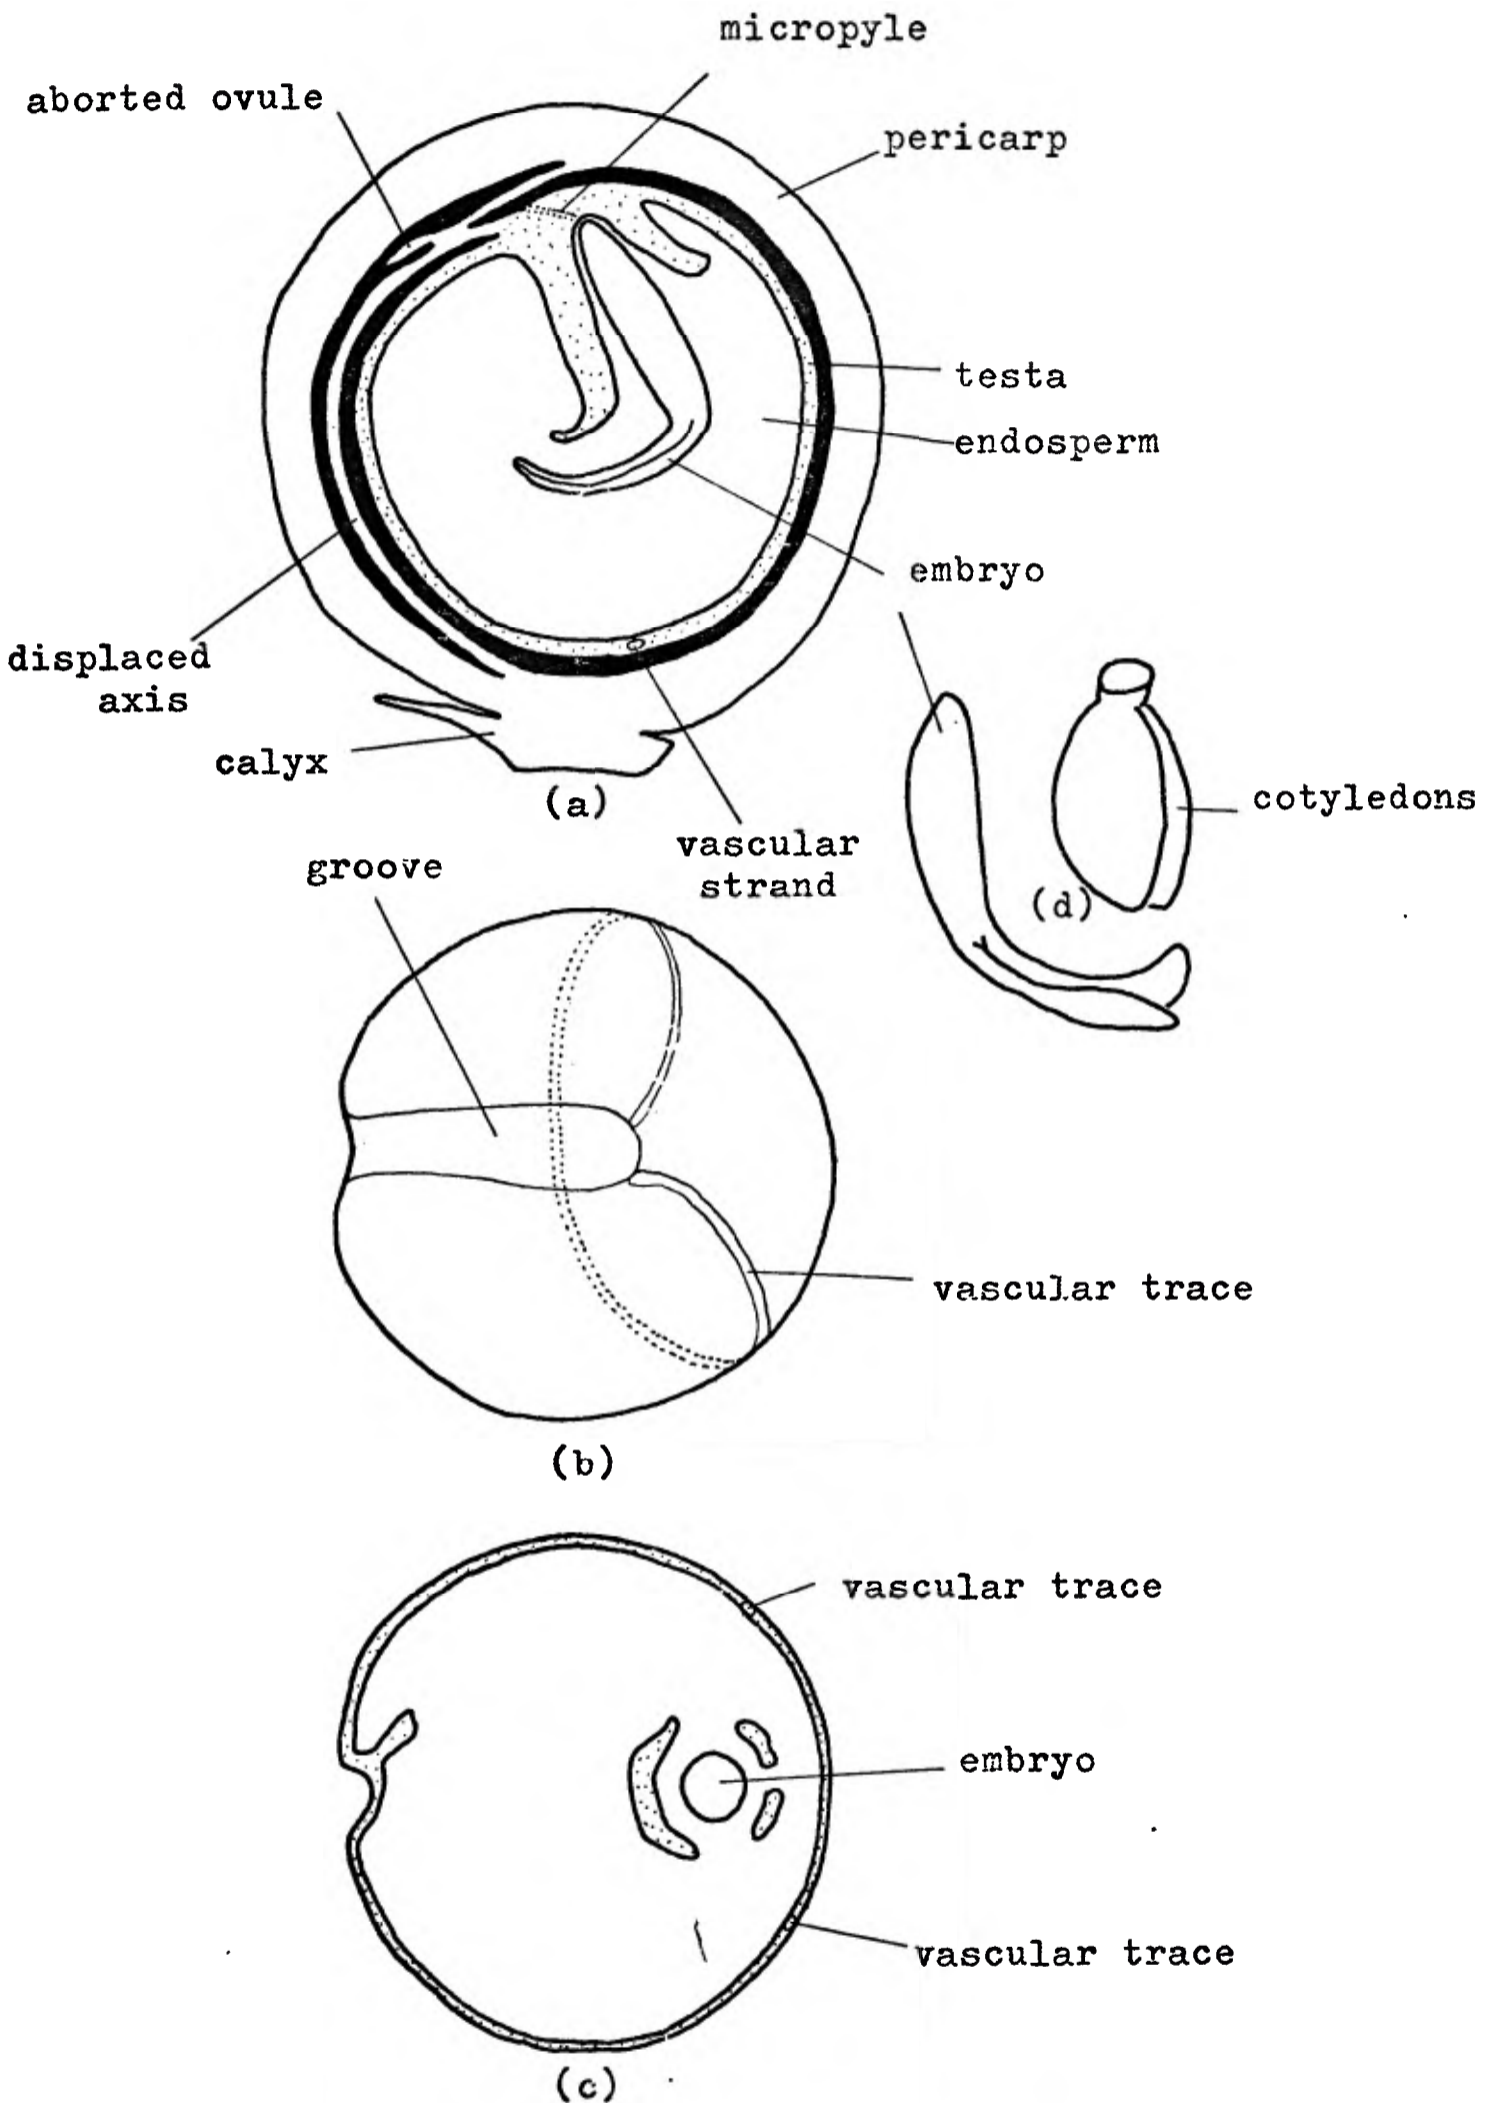 micropyle
aborted ovule
pericarp
testa
endosperm
embryo
displaced
axis
calyx
(a)
vascular
strand
cotyledons
(d)
groove
vascular trace
(b)
vascular trace
embryo
vascular trace
(c)